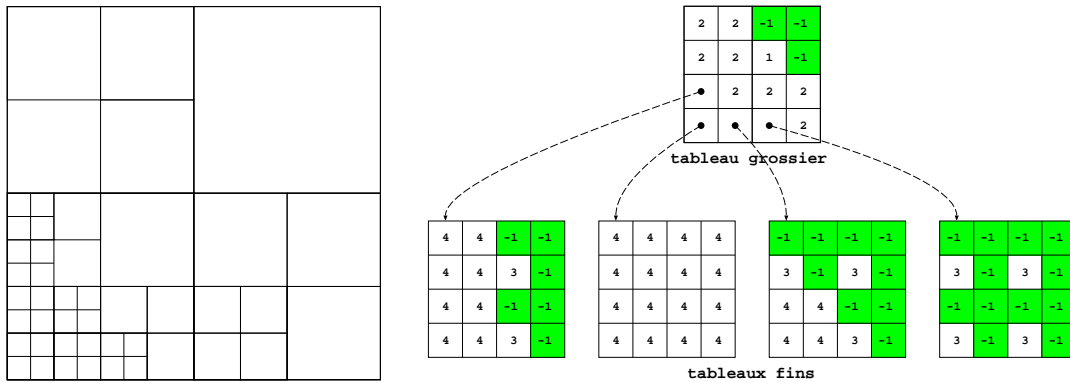 2 2 -1 -1
2 2 1 -1
2 2 2
2
tableau grossier
4 4 -1 -1 4 4 4 4 -1 -1 -1 -1 -1 -1 -1 -1
4 4 3 -1 4 4 4 4 3 -1 3 -1 3 -1 3 -1
4 4 -1 -1 4 4 4 4 4 4 -1 -1 -1 -1 -1 -1
4 4 3 -1 4 4 4 4 4 4 3 -1 3 -1 3 -1
tableaux fins